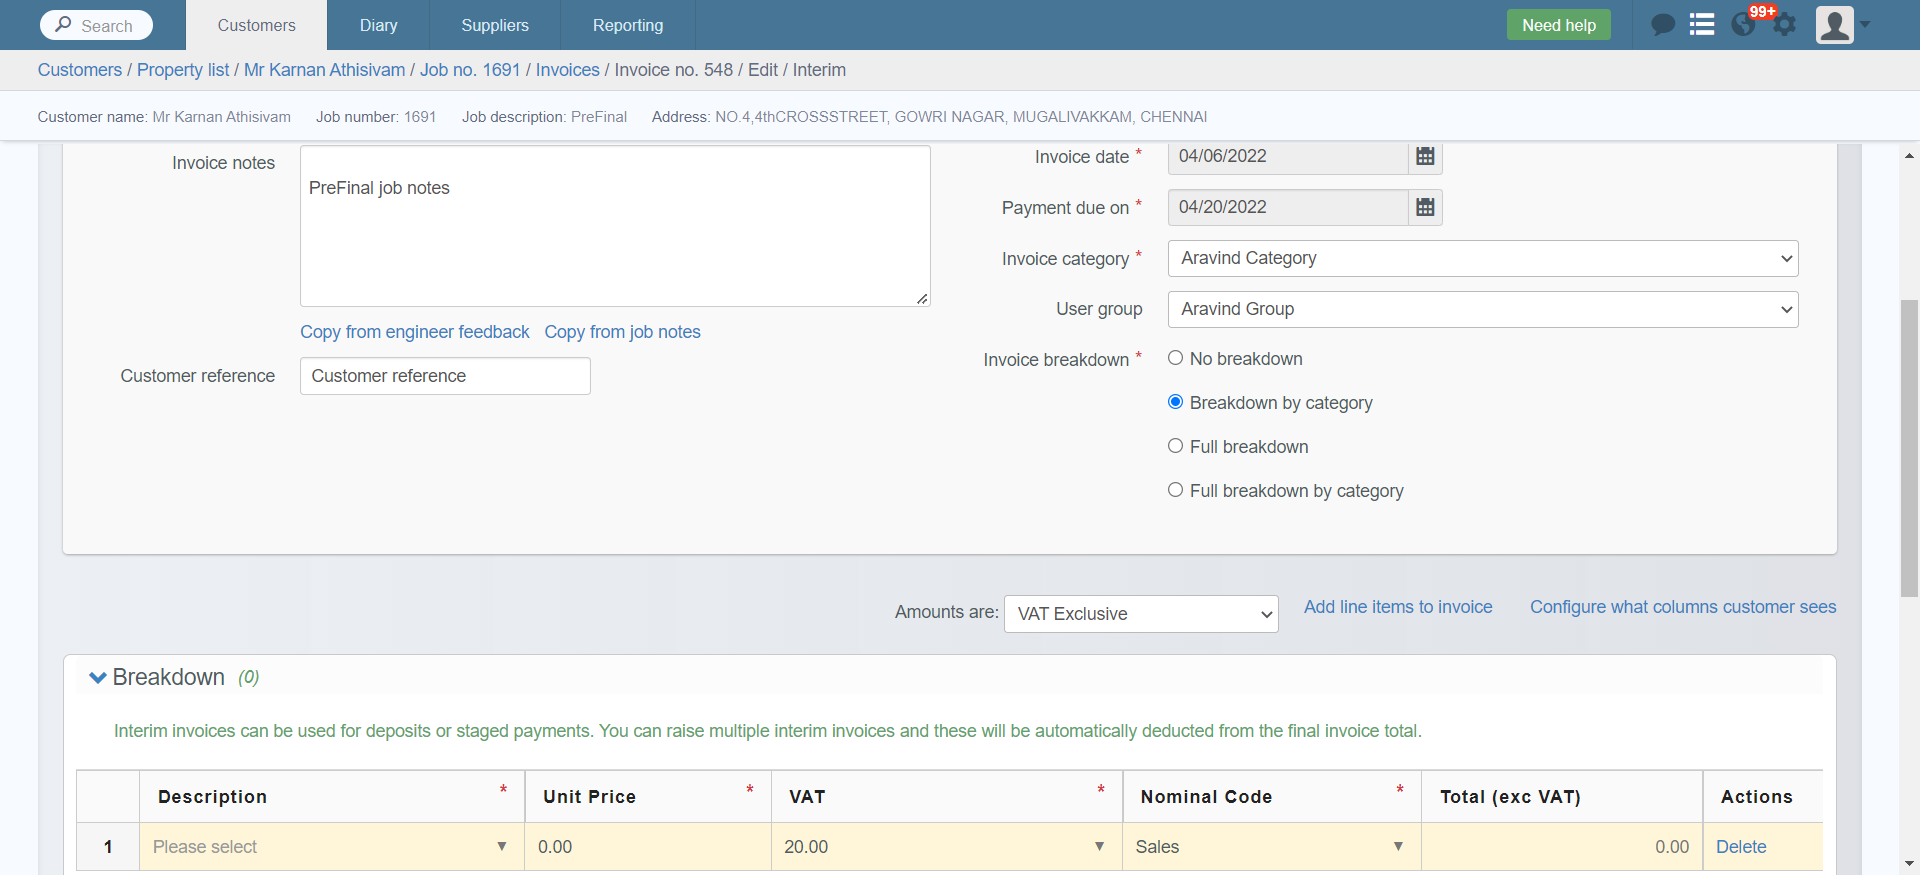 Search Customers Diary Suppliers Reporting Need help 99+
Customers / Property list / Mr Karnan Athisivam / Job no. 1691 / Invoices / Invoice no. 548 / Edit / Interim
Customer name: Mr Karnan Athisivam Job number: 1691 Job description: PreFinal Address: NO.4,4thCROSSSTREET, GOWRI NAGAR, MUGALIVAKKAM, CHENNAI
Invoice notes
PreFinal job notes
Copy from engineer feedback Copy from job notes
Customer reference Customer reference
Invoice date * 04/06/2022
Payment due on * 04/20/2022
Invoice category * Aravind Category
User group Aravind Group
Invoice breakdown * No breakdown
Breakdown by category
Full breakdown
Full breakdown by category
Amounts are: VAT Exclusive Add line items to invoice Configure what columns customer sees
Breakdown (0)
Interim invoices can be used for deposits or staged payments. You can raise multiple interim invoices and these will be automatically deducted from the final invoice total.
Description * Unit Price * VAT * Nominal Code * Total (exc VAT) Actions
1 Please select 0.00 20.00 Sales 0.00 Delete